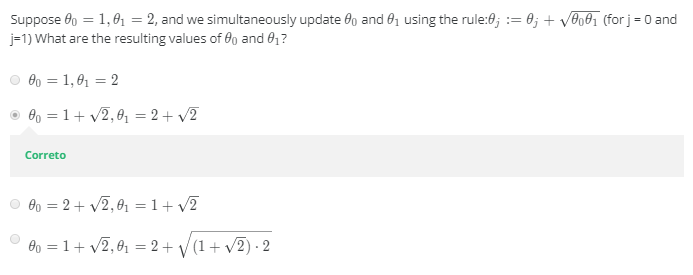 Suppose θ₀ = 1, θ₁ = 2, and we simultaneously update θ₀ and θ₁ using the rule:θⱼ := θⱼ + √(θ₀θ₁) (for j = 0 and
j=1) What are the resulting values of θ₀ and θ₁?
θ₀ = 1, θ₁ = 2
θ₀ = 1 + √2, θ₁ = 2 + √2
Correto
θ₀ = 2 + √2, θ₁ = 1 + √2
θ₀ = 1 + √2, θ₁ = 2 + √((1 + √2) · 2)